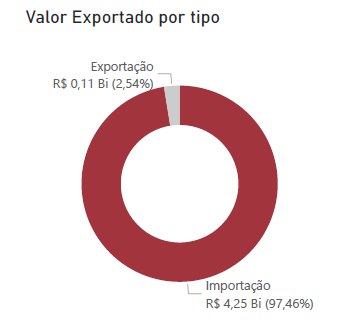 Valor Exportado por tipo
Exportação
R$ 0,11 Bi (2,54%)
Importação
R$ 4,25 Bi (97,46%)